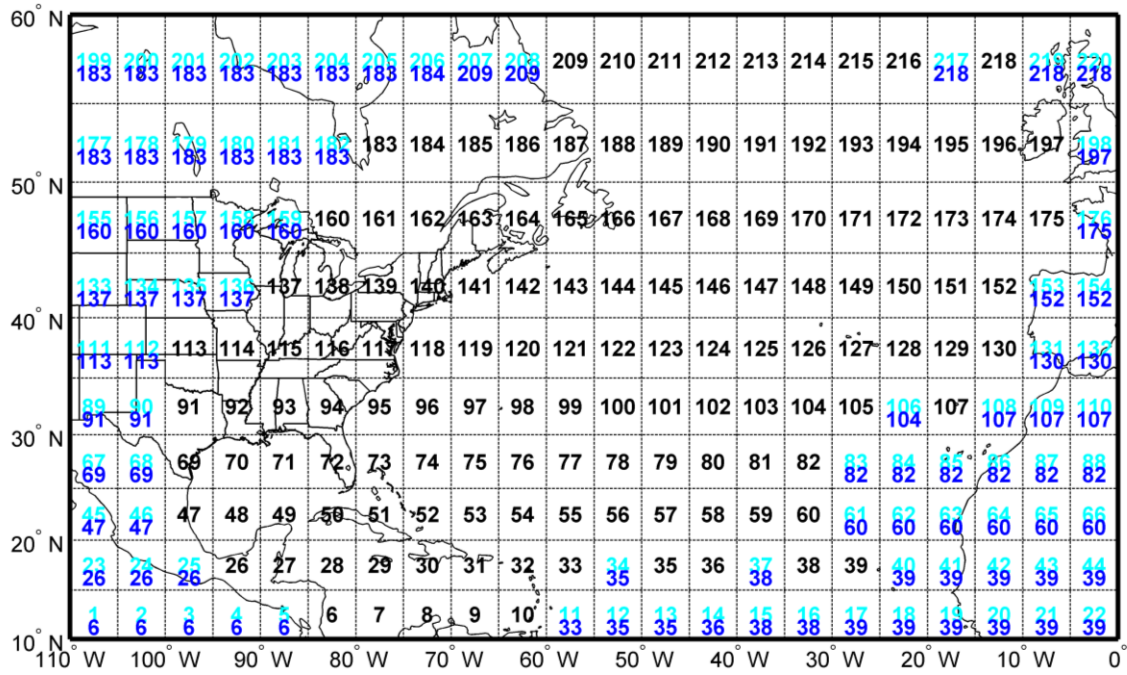 60° N
199 200 201 202 203 204 205 206 207 208 209 210 211 212 213 214 215 216 217 218 219 220
183 183 183 183 183 183 183 184 209 209 218 218 218
177 178 179 180 181 182 183 184 185 186 187 188 189 190 191 192 193 194 195 196 197 198
183 183 183 183 183 183 197
50° N
155 156 157 158 159 160 161 162 163 164 165 166 167 168 169 170 171 172 173 174 175 176
160 160 160 160 160 175
133 134 135 136 137 138 139 140 141 142 143 144 145 146 147 148 149 150 151 152 153 154
137 137 137 137 152 152
40° N
111 112 113 114 115 116 117 118 119 120 121 122 123 124 125 126 127 128 129 130 131 132
113 113 130 130
89 90 91 92 93 94 95 96 97 98 99 100 101 102 103 104 105 106 107 108 109 110
91 91 104 107 107 107
30° N
67 68 69 70 71 72 73 74 75 76 77 78 79 80 81 82 83 84 85 86 87 88
69 69 82 82 82 82 82 82
45 46 47 48 49 50 51 52 53 54 55 56 57 58 59 60 61 62 63 64 65 66
47 47 60 60 60 60 60 60
20° N
23 24 25 26 27 28 29 30 31 32 33 34 35 36 37 38 39 40 41 42 43 44
26 26 26 35 38 39 39 39 39 39
1 2 3 4 5 6 7 8 9 10 11 12 13 14 15 16 17 18 19 20 21 22
6 6 6 6 6 33 35 35 36 38 38 39 39 39 39 39 39
10° N
110° W 100° W 90° W 80° W 70° W 60° W 50° W 40° W 30° W 20° W 10° W 0°